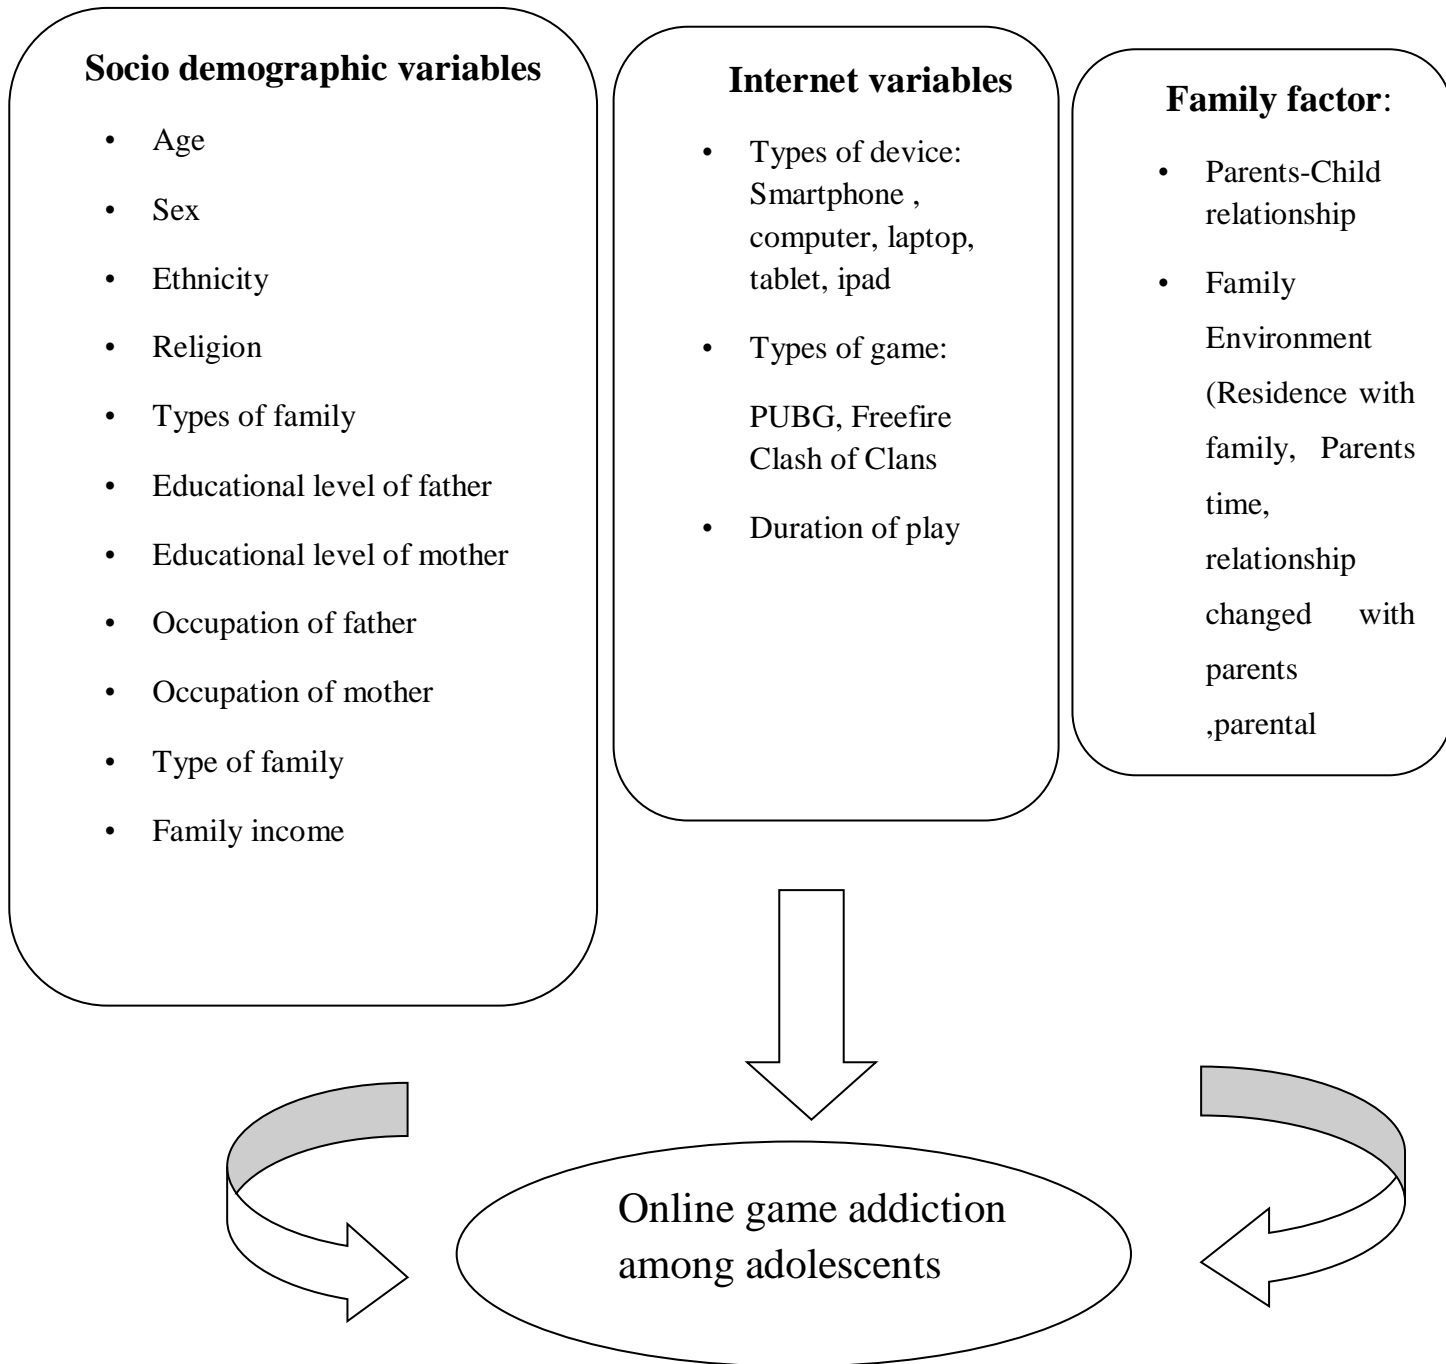 Socio demographic variables
• Age
• Sex
• Ethnicity
• Religion
• Types of family
• Educational level of father
• Educational level of mother
• Occupation of father
• Occupation of mother
• Type of family
• Family income
Internet variables
• Types of device:
Smartphone ,
computer, laptop,
tablet, ipad
• Types of game:
PUBG, Freefire
Clash of Clans
• Duration of play
Family factor:
• Parents-Child
relationship
• Family
Environment
(Residence with
family, Parents
time,
relationship
changed with
parents
,parental
Online game addiction
among adolescents